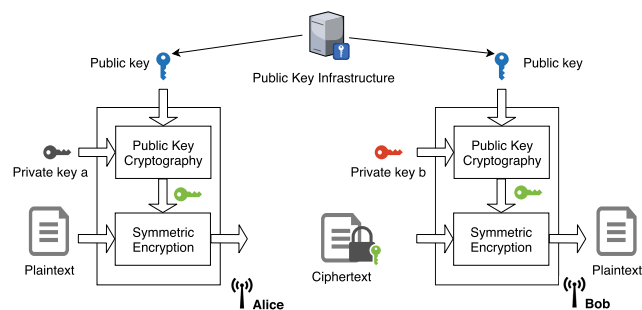 Public key
Public Key Infrastructure
Public key
Public Key
Cryptography
Private key a
Symmetric
Encryption
Plaintext
Alice
Public Key
Cryptography
Private key b
Symmetric
Encryption
Ciphertext
Plaintext
Bob